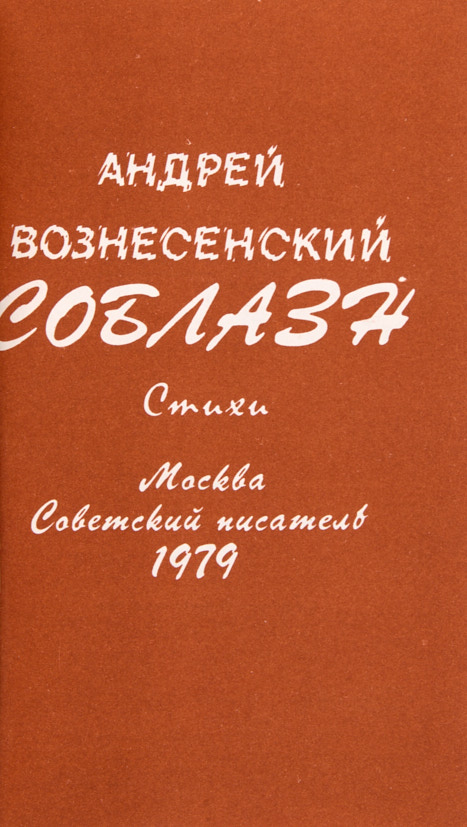 АНДРЕЙ
ВОЗНЕСЕНСКИЙ
СОБЛАЗН
Стихи
Москва
Советский писатель
1979